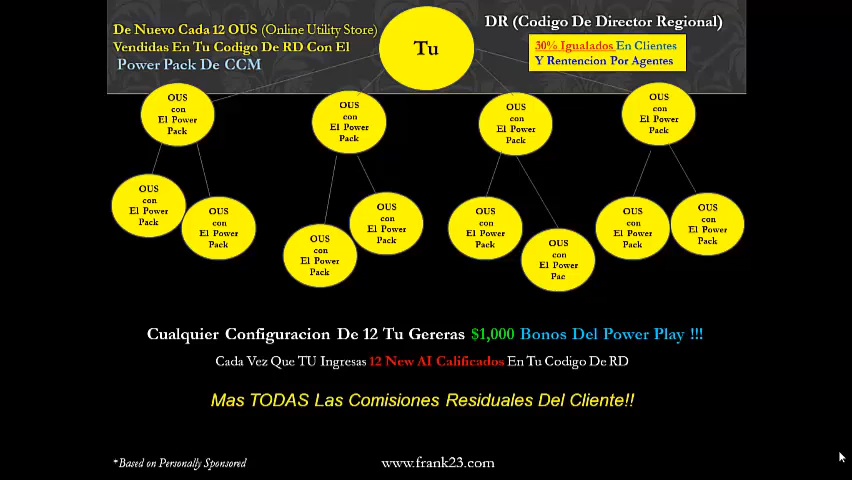 De Nuevo Cada 12 OUS (Online Utility Store)
Vendidas En Tu Codigo De RD Con El
Power Pack De CCM
Tu
DR (Codigo De Director Regional)
30% Igualados En Clientes
Y Rentencion Por Agentes
OUS
con
El Power
Pack
OUS
con
El Power
Pack
OUS
con
El Power
Pack
OUS
con
El Power
Pack
OUS
con
El Power
Pack
OUS
con
El Power
Pack
OUS
con
El Power
Pack
OUS
con
El Power
Pack
OUS
con
El Power
Pack
OUS
con
El Power
Pac
OUS
con
El Power
Pack
OUS
con
El Power
Pack
Cualquier Configuracion De 12 Tu Gereras $1,000 Bonos Del Power Play !!!
Cada Vez Que TU Ingresas 12 New AI Calificados En Tu Codigo De RD
Mas TODAS Las Comisiones Residuales Del Cliente!!
*Based on Personally Sponsored
www.frank23.com